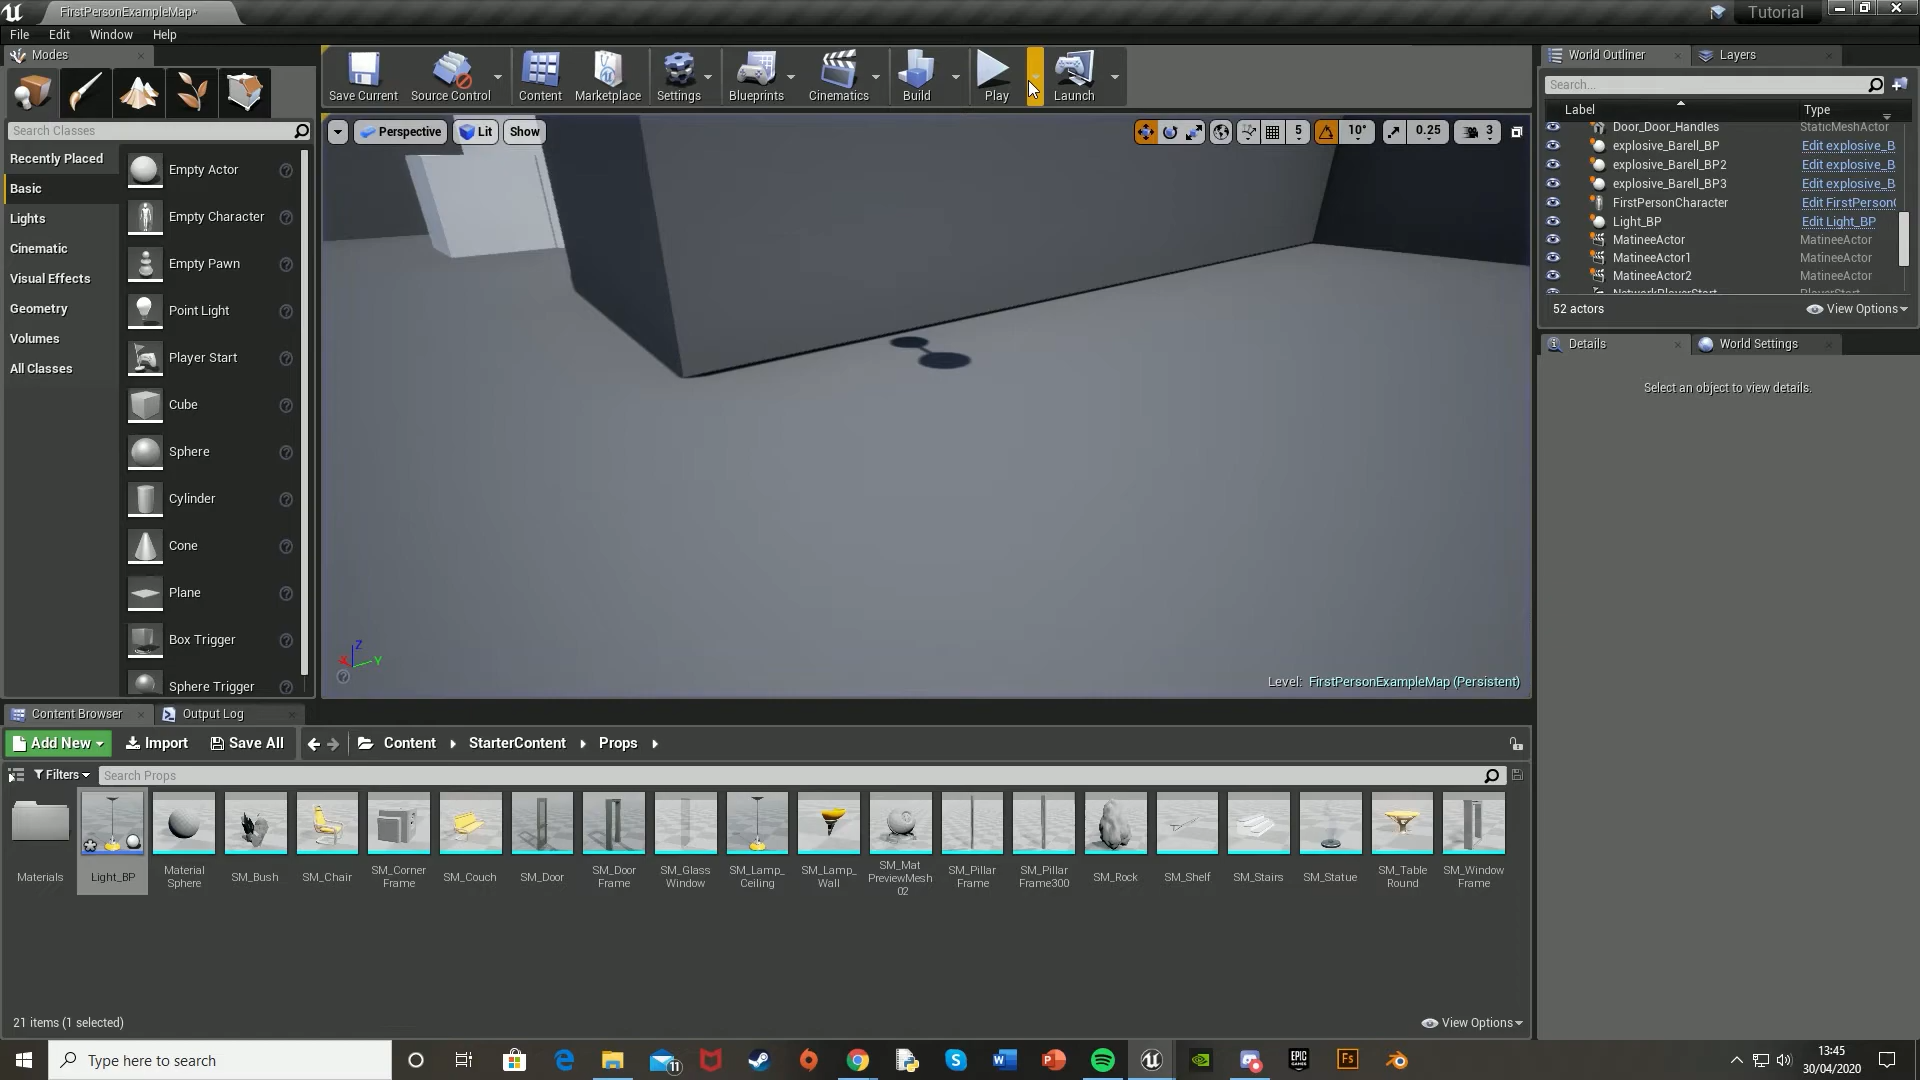 FirstPersonExampleMap*
Tutorial
File Edit Window Help
Modes
Search Classes
Recently Placed
Basic
Lights
Cinematic
Visual Effects
Geometry
Volumes
All Classes
Empty Actor
Empty Character
Empty Pawn
Point Light
Player Start
Cube
Sphere
Cylinder
Cone
Plane
Box Trigger
Sphere Trigger
Save Current Source Control Content Marketplace Settings Blueprints Cinematics Build Play Launch
Perspective Lit Show
5 10° 0.25 3
X Y Z
Level: FirstPersonExampleMap (Persistent)
World Outliner Layers
Search...
Label Type
Door_Door_Handles StaticMeshActor
explosive_Barell_BP Edit explosive_B
explosive_Barell_BP2 Edit explosive_B
explosive_Barell_BP3 Edit explosive_B
FirstPersonCharacter Edit FirstPerson(
Light_BP Edit Light_BP
MatineeActor MatineeActor
MatineeActor1 MatineeActor
MatineeActor2 MatineeActor
NetworkPlayerStart PlayerStart
52 actors View Options
Details World Settings
Select an object to view details.
Content Browser Output Log
Add New Import Save All Content StarterContent Props
Filters Search Props
Materials
Light_BP
Material
Sphere
SM_Bush
SM_Chair
SM_Corner
Frame
SM_Couch
SM_Door
SM_Door
Frame
SM_Glass
Window
SM_Lamp_
Ceiling
SM_Lamp_
Wall
SM_Mat
PreviewMesh
02
SM_Pillar
Frame
SM_Pillar
Frame300
SM_Rock
SM_Shelf
SM_Stairs
SM_Statue
SM_Table
Round
SM_Window
Frame
21 items (1 selected) View Options
Type here to search
11
EPIC
GAMES
Fs
13:45
30/04/2020